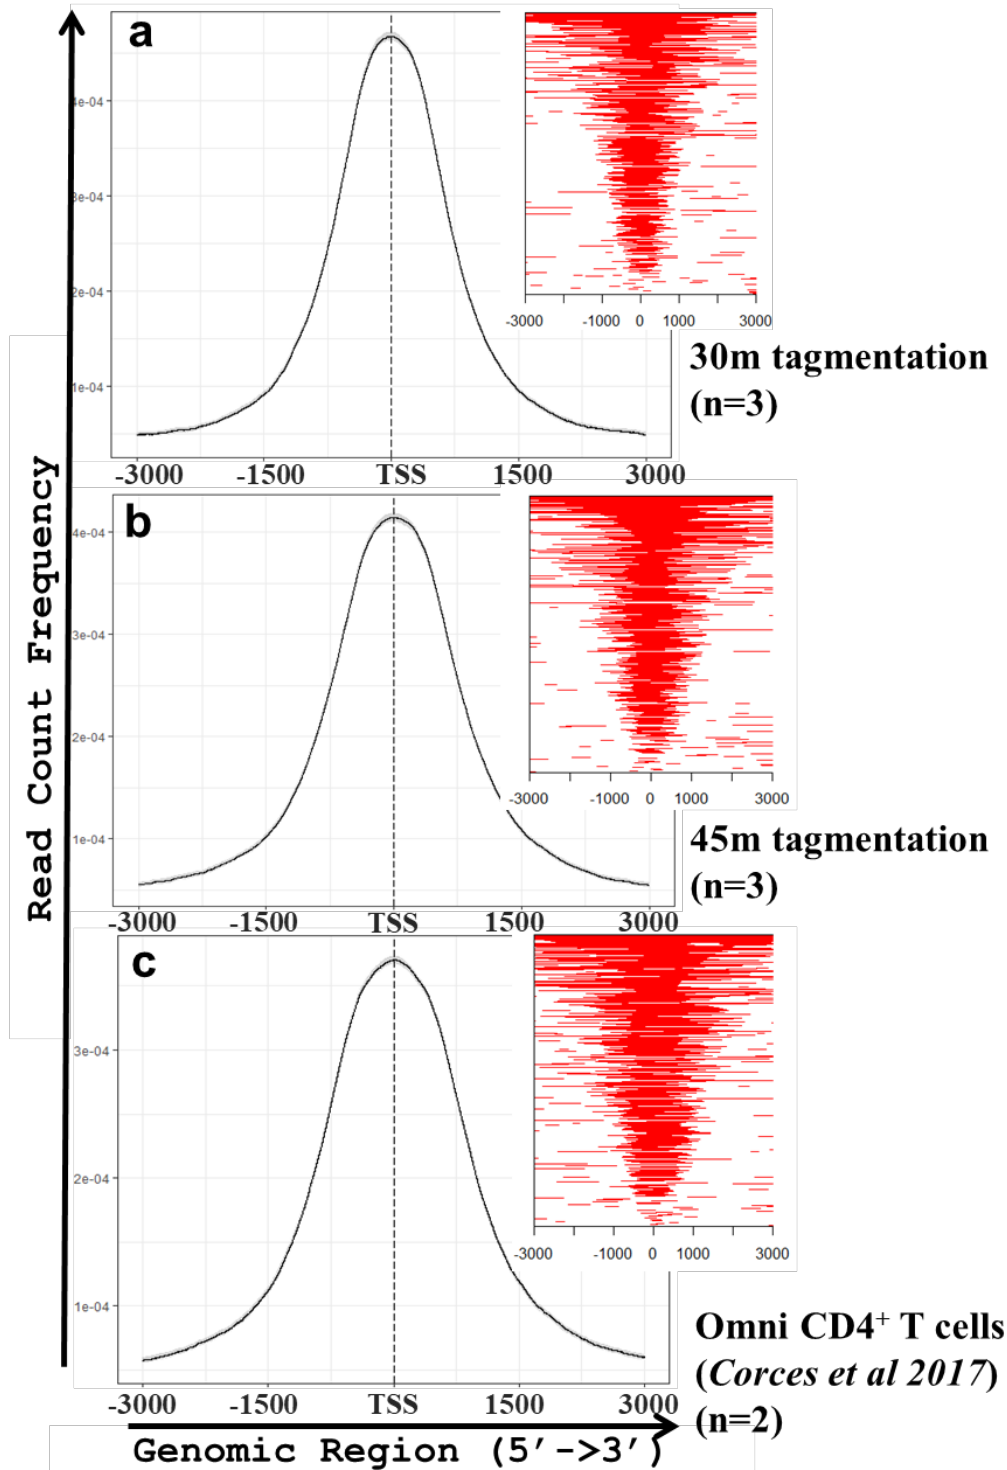 a
4e-04
3e-04
2e-04
1e-04
-3000 -1500 TSS 1500 3000
-3000 -1000 0 1000 3000
30m tagmentation
(n=3)
b
4e-04
3e-04
2e-04
1e-04
-3000 -1500 TSS 1500 3000
-3000 -1000 0 1000 3000
45m tagmentation
(n=3)
c
3e-04
2e-04
1e-04
-3000 -1500 TSS 1500 3000
-3000 -1000 0 1000 3000
Omni CD4⁺ T cells
(Corces et al 2017)
(n=2)
Read Count Frequency
Genomic Region (5′->3′)